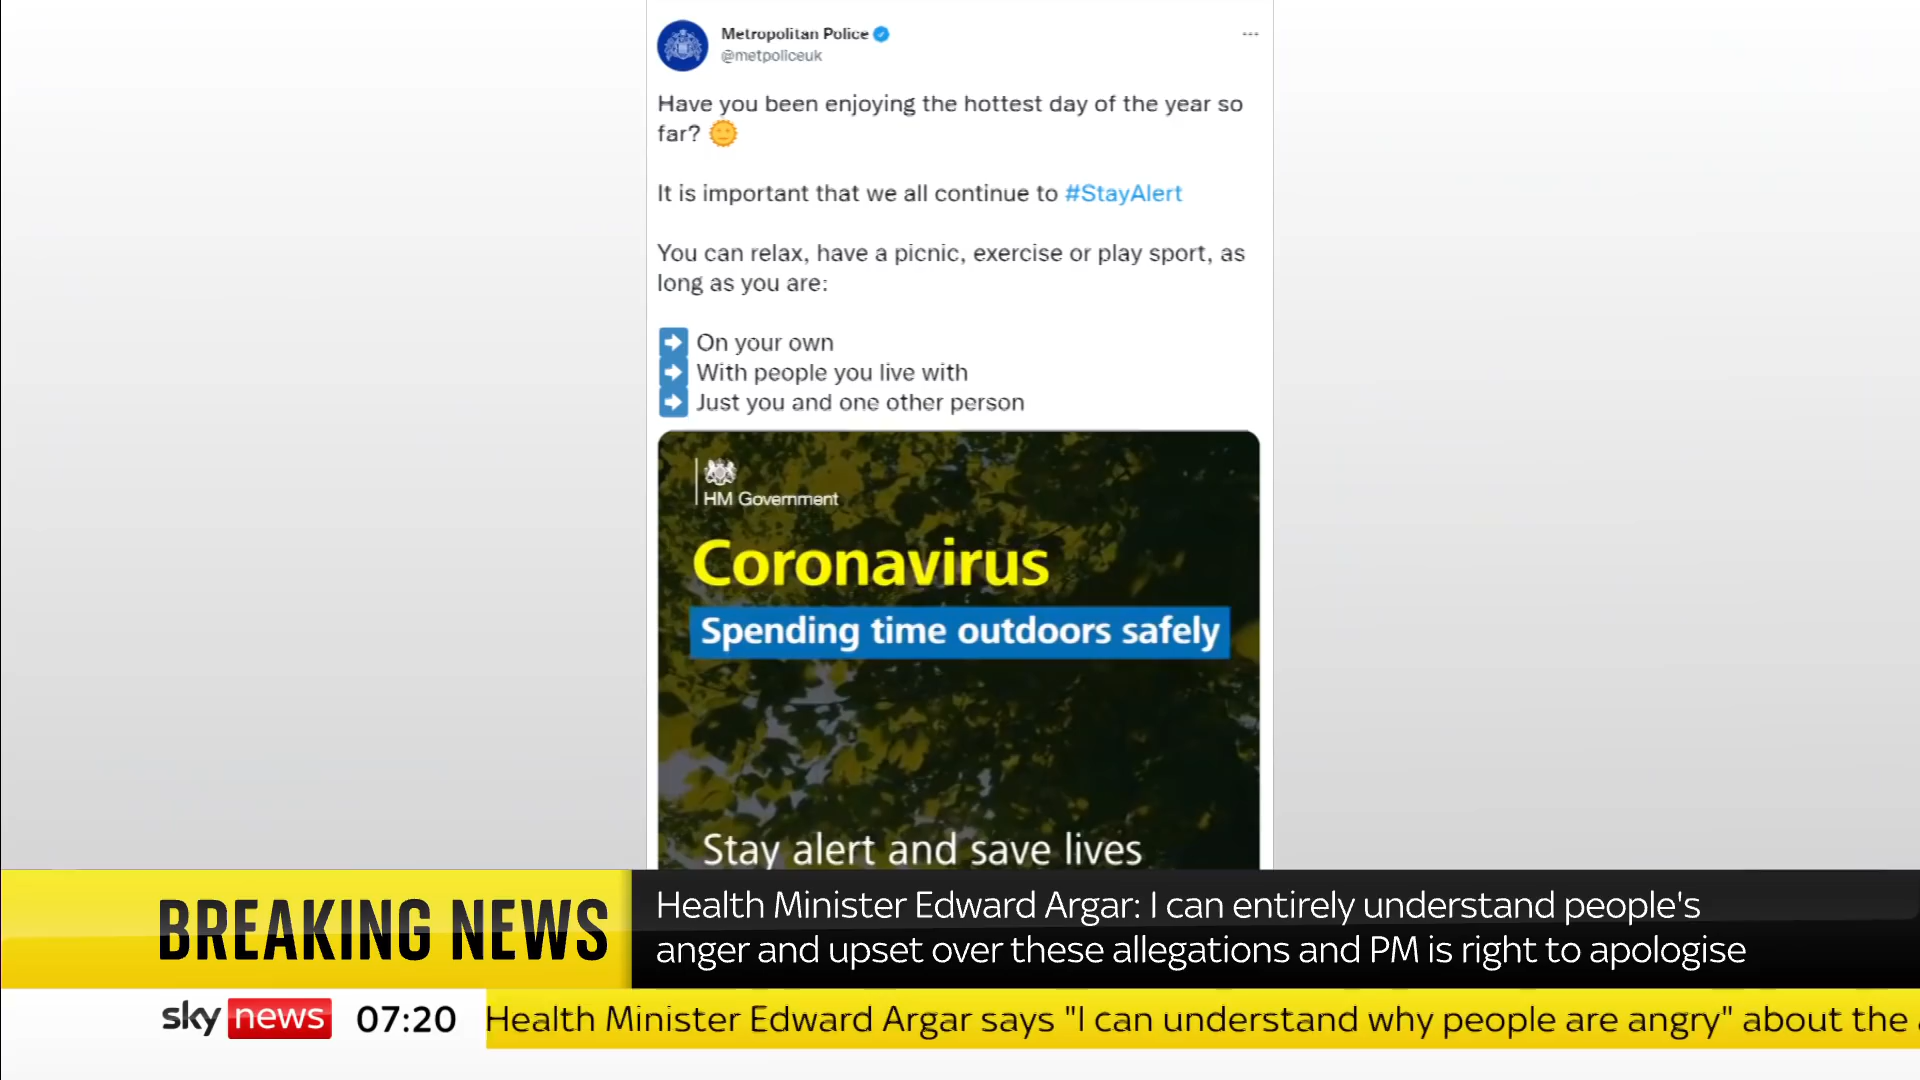 Metropolitan Police
@metpoliceuk
Have you been enjoying the hottest day of the year so
far? 🌞
It is important that we all continue to #StayAlert
You can relax, have a picnic, exercise or play sport, as
long as you are:
➡ On your own
➡ With people you live with
➡ Just you and one other person
HM Government
Coronavirus
Spending time outdoors safely
Stay alert and save lives
BREAKING NEWS
Health Minister Edward Argar: I can entirely understand people's
anger and upset over these allegations and PM is right to apologise
sky news 07:20 Health Minister Edward Argar says "I can understand why people are angry" about the